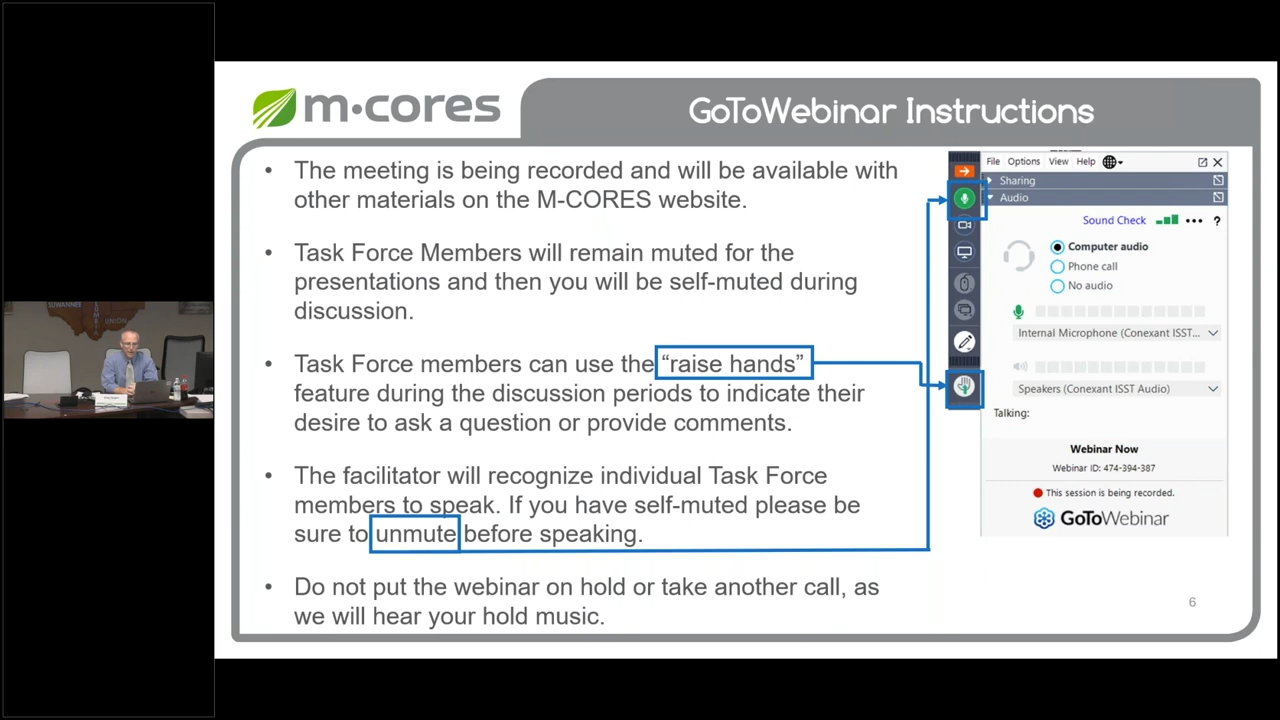 m·cores
GoToWebinar Instructions
• The meeting is being recorded and will be available with
other materials on the M-CORES website.
• Task Force Members will remain muted for the
presentations and then you will be self-muted during
discussion.
• Task Force members can use the “raise hands”
feature during the discussion periods to indicate their
desire to ask a question or provide comments.
• The facilitator will recognize individual Task Force
members to speak. If you have self-muted please be
sure to unmute before speaking.
• Do not put the webinar on hold or take another call, as
we will hear your hold music.
File Options View Help
Sharing
Audio
Sound Check ••• ?
Computer audio
Phone call
No audio
Internal Microphone (Conexant ISST...
Speakers (Conexant ISST Audio)
Talking:
Webinar Now
Webinar ID: 474-394-387
This session is being recorded.
GoToWebinar
6
SUWANNEE
UNION